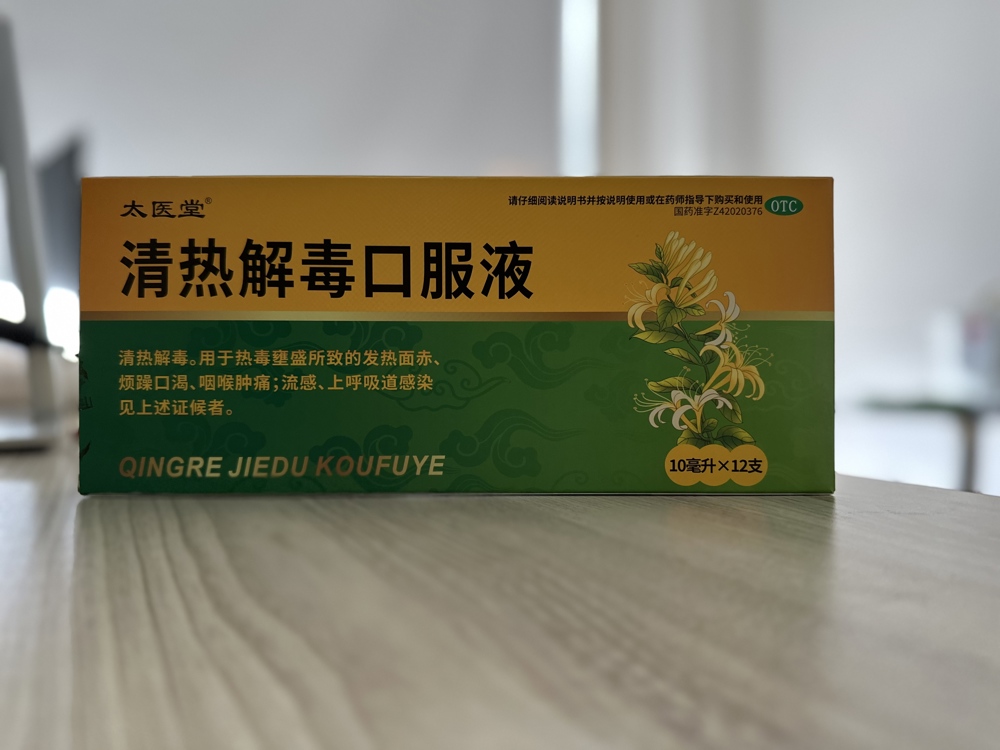 太医堂®
请仔细阅读说明书并按说明使用或在药师指导下购买和使用
国药准字Z42020376
OTC
清热解毒口服液
清热解毒。用于热毒壅盛所致的发热面赤、
烦躁口渴、咽喉肿痛；流感、上呼吸道感染
见上述证候者。
QINGRE JIEDU KOUFUYE
10毫升×12支